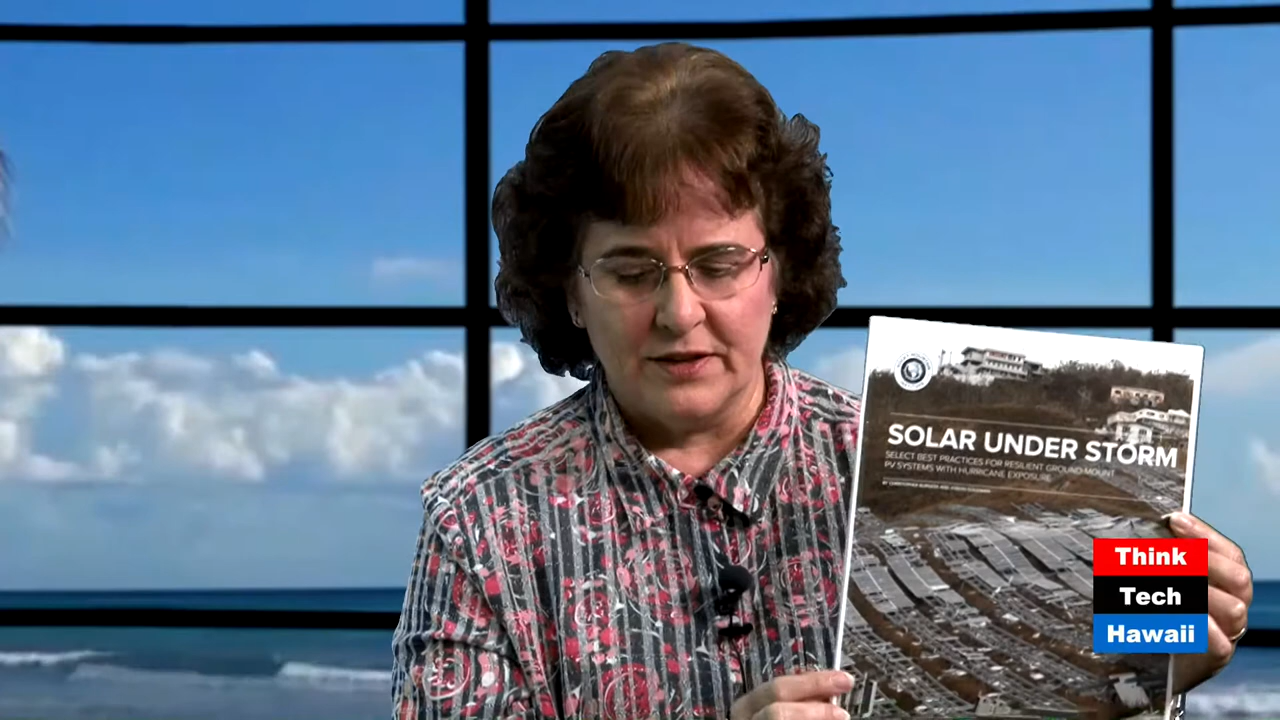 SOLAR UNDER STORM
SELECT BEST PRACTICES FOR RESILIENT GROUND-MOUNT
PV SYSTEMS WITH HURRICANE EXPOSURE
Think
Tech
Hawaii